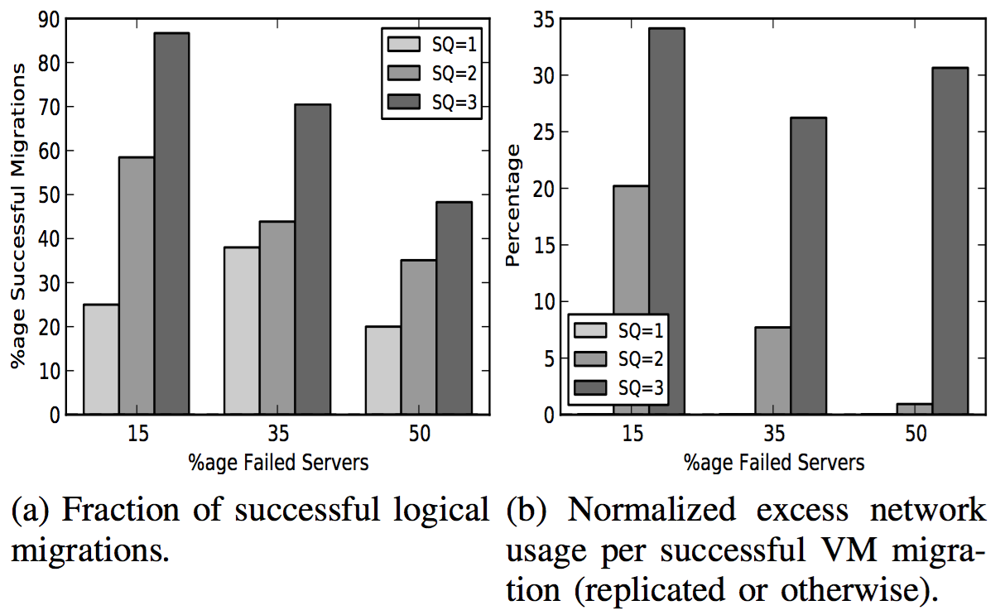 90
80
70
60
50
40
30
20
10
0
%age Successful Migrations
SQ=1
SQ=2
SQ=3
15 35 50
%age Failed Servers
(a) Fraction of successful logical
migrations.
35
30
25
20
15
10
5
0
Percentage
SQ=1
SQ=2
SQ=3
15 35 50
%age Failed Servers
(b) Normalized excess network
usage per successful VM migra-
tion (replicated or otherwise).